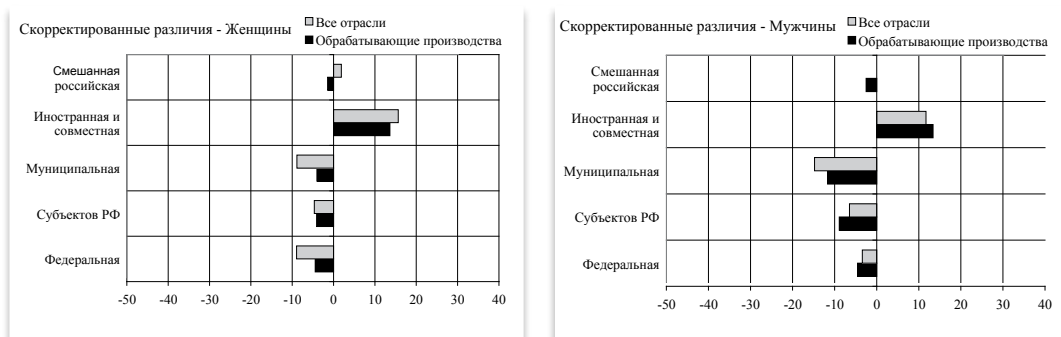 Скорректированные различия - Женщины
Все отрасли
Обрабатывающие производства
Смешанная
российская
Иностранная и
совместная
Муниципальная
Субъектов РФ
Федеральная
-50 -40 -30 -20 -10 0 10 20 30 40
Скорректированные различия - Мужчины
Все отрасли
Обрабатывающие производства
Смешанная
российская
Иностранная и
совместная
Муниципальная
Субъектов РФ
Федеральная
-50 -40 -30 -20 -10 0 10 20 30 40